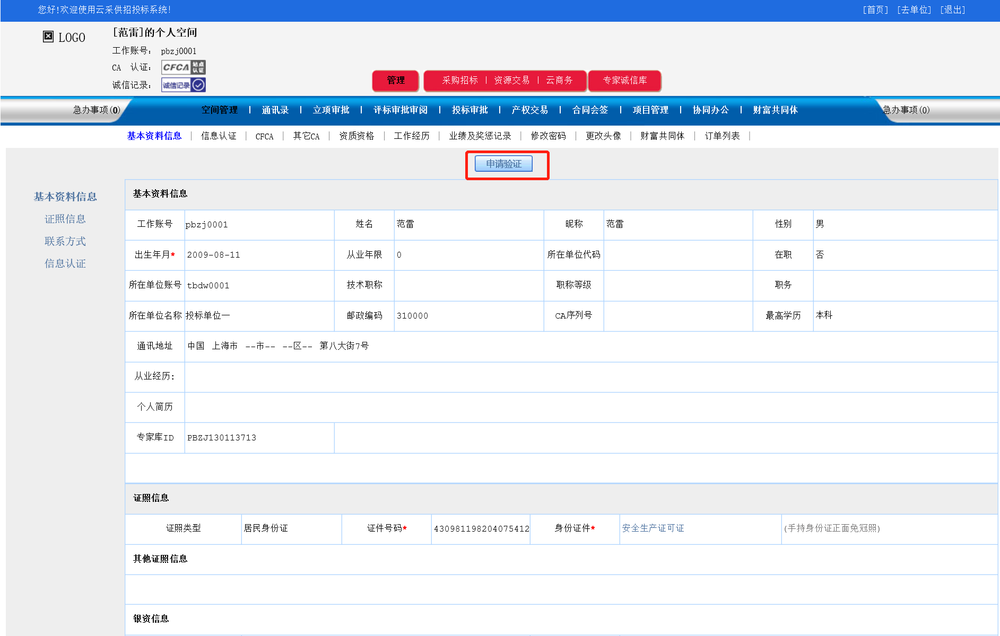 您好!欢迎使用云采供招投标系统! [首页] [去单位] [退出]
LOGO
[范雷]的个人空间
工作账号: pbzj0001
CA 认证: CFCA 站点认证
诚信记录: 诚信记录
管理 采购招标 | 资源交易 | 云商务 专家诚信库
急办事项(0) 空间管理 | 通讯录 | 立项审批 | 评标审批审阅 | 投标审批 | 产权交易 | 合同会签 | 项目管理 | 协同办公 | 财富共同体 急办事项(0)
基本资料信息 | 信息认证 | CFCA | 其它CA | 资质资格 | 工作经历 | 业绩及奖惩记录 | 修改密码 | 更改头像 | 财富共同体 | 订单列表 |
申请验证
基本资料信息
证照信息
联系方式
信息认证
基本资料信息
工作账号 pbzj0001 姓名 范雷 昵称 范雷 性别 男
出生年月* 2009-08-11 从业年限 0 所在单位代码 在职 否
所在单位账号 tbdw0001 技术职称 职称等级 职务
所在单位名称 投标单位一 邮政编码 310000 CA序列号 最高学历 本科
通讯地址 中国 上海市 --市-- --区-- 第八大街7号
从业经历:
个人简历
专家库ID PBZJ130113713
证照信息
证照类型 居民身份证 证件号码* 430981198204075412 身份证件* 安全生产证可证 (手持身份证正面免冠照)
其他证照信息
银资信息